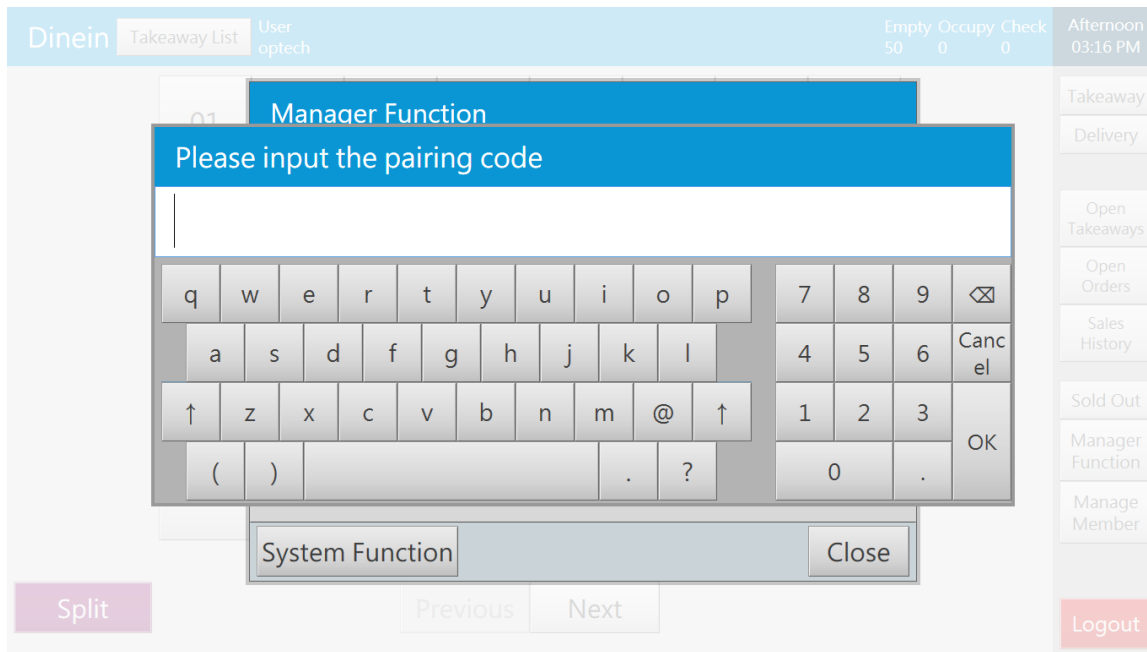 Dinein
Takeaway List
User
optech
Empty Occupy Check
50 0 0
Afternoon
03:16 PM
01
Manager Function
Please input the pairing code
q w e r t y u i o p 7 8 9 ⌫
a s d f g h j k l 4 5 6 Canc
el
↑ z x c v b n m @ ↑ 1 2 3
OK
( ) . ? 0 .
System Function
Close
Split
Previous
Next
Takeaway
Delivery
Open
Takeaways
Open
Orders
Sales
History
Sold Out
Manager
Function
Manage
Member
Logout